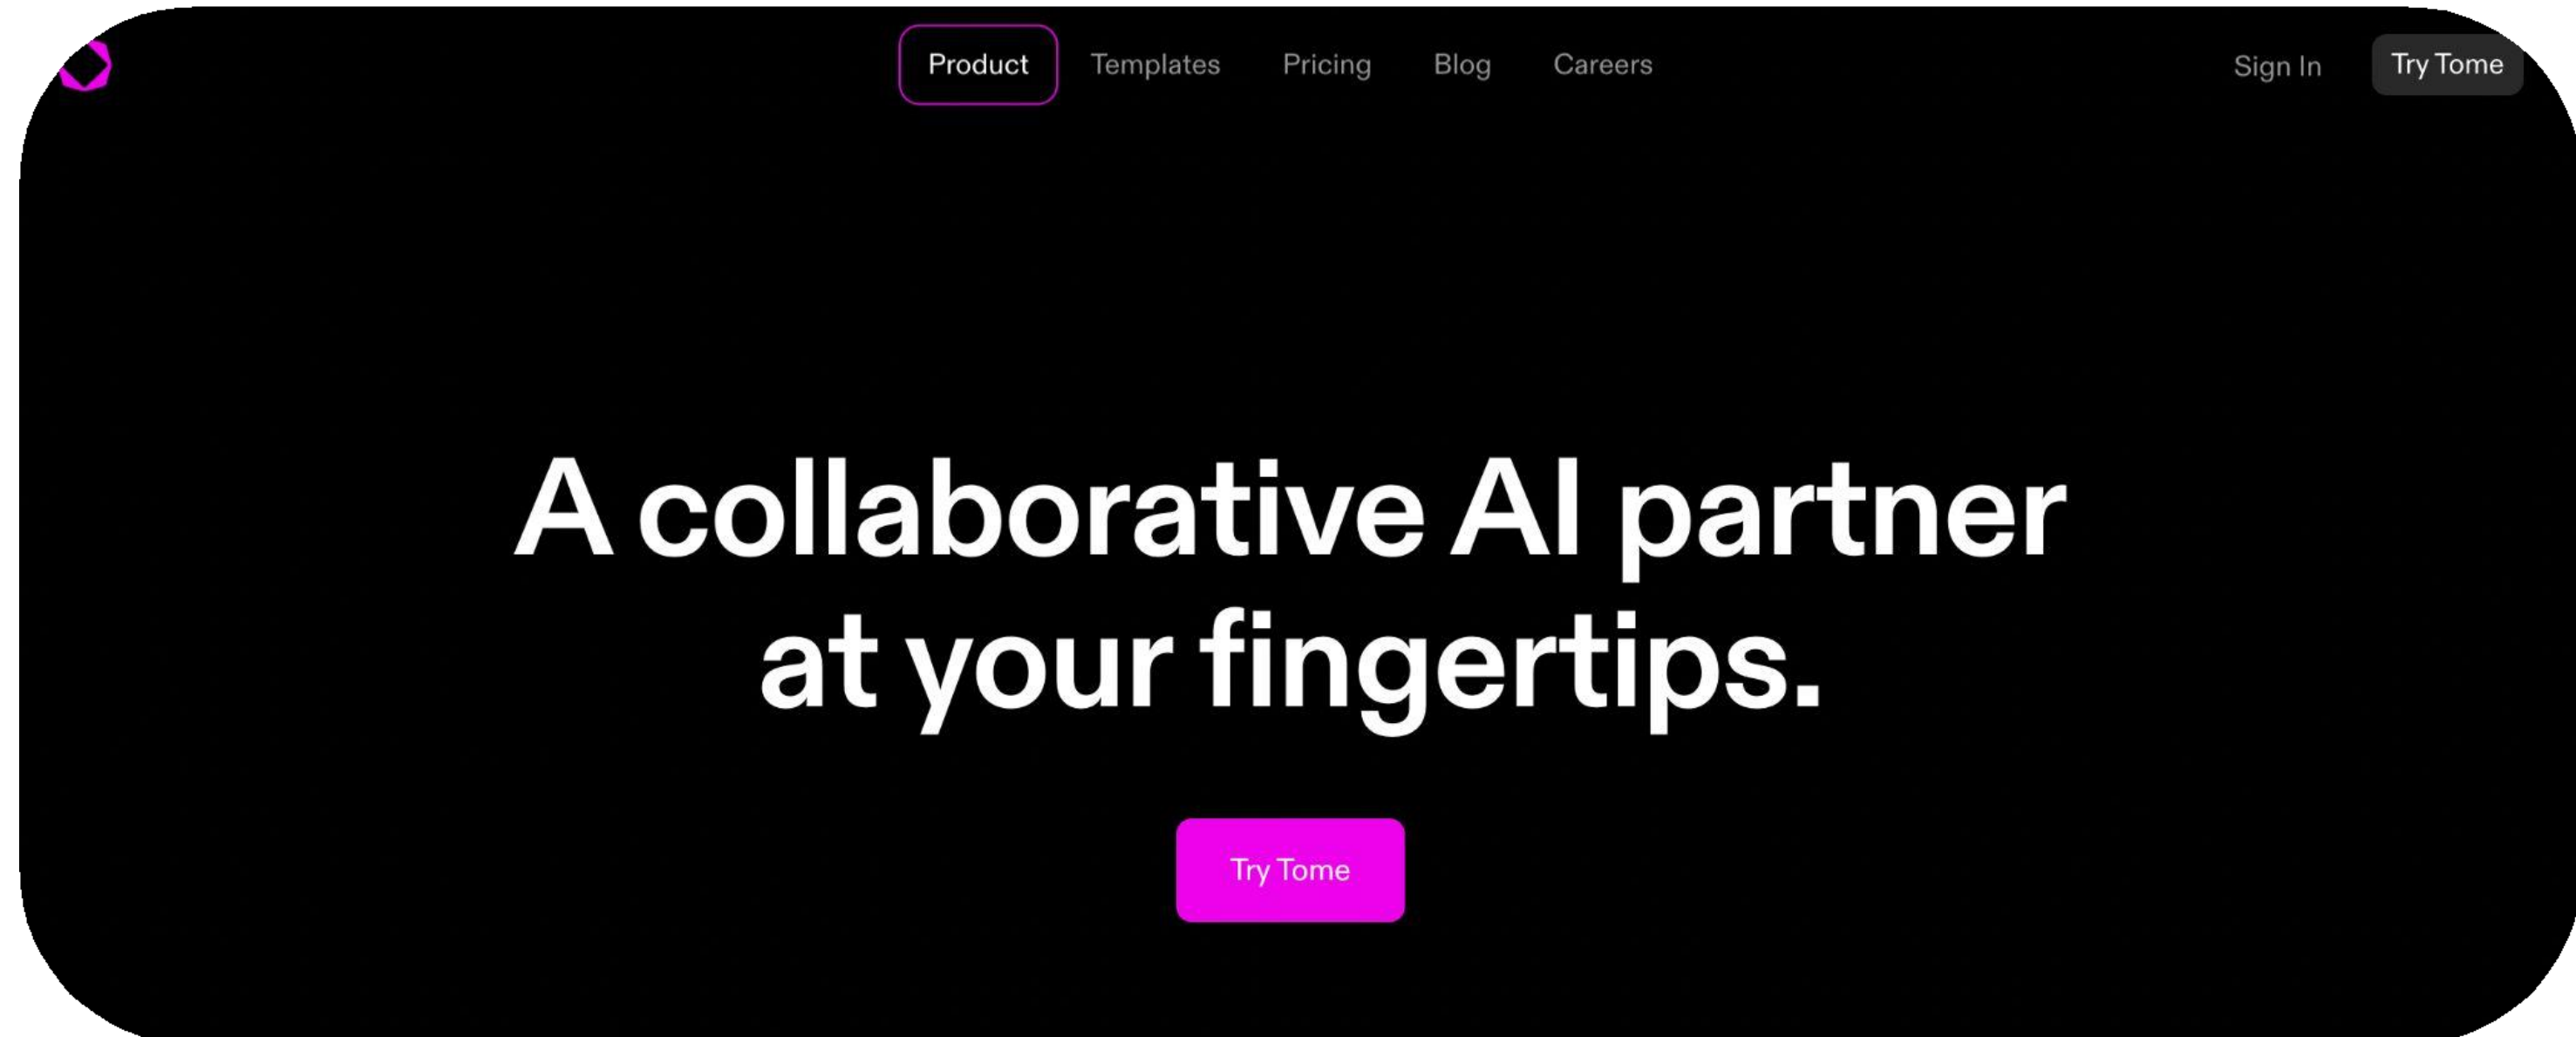 Product Templates Pricing Blog Careers Sign In Try Tome
A collaborative AI partner
at your fingertips.
Try Tome